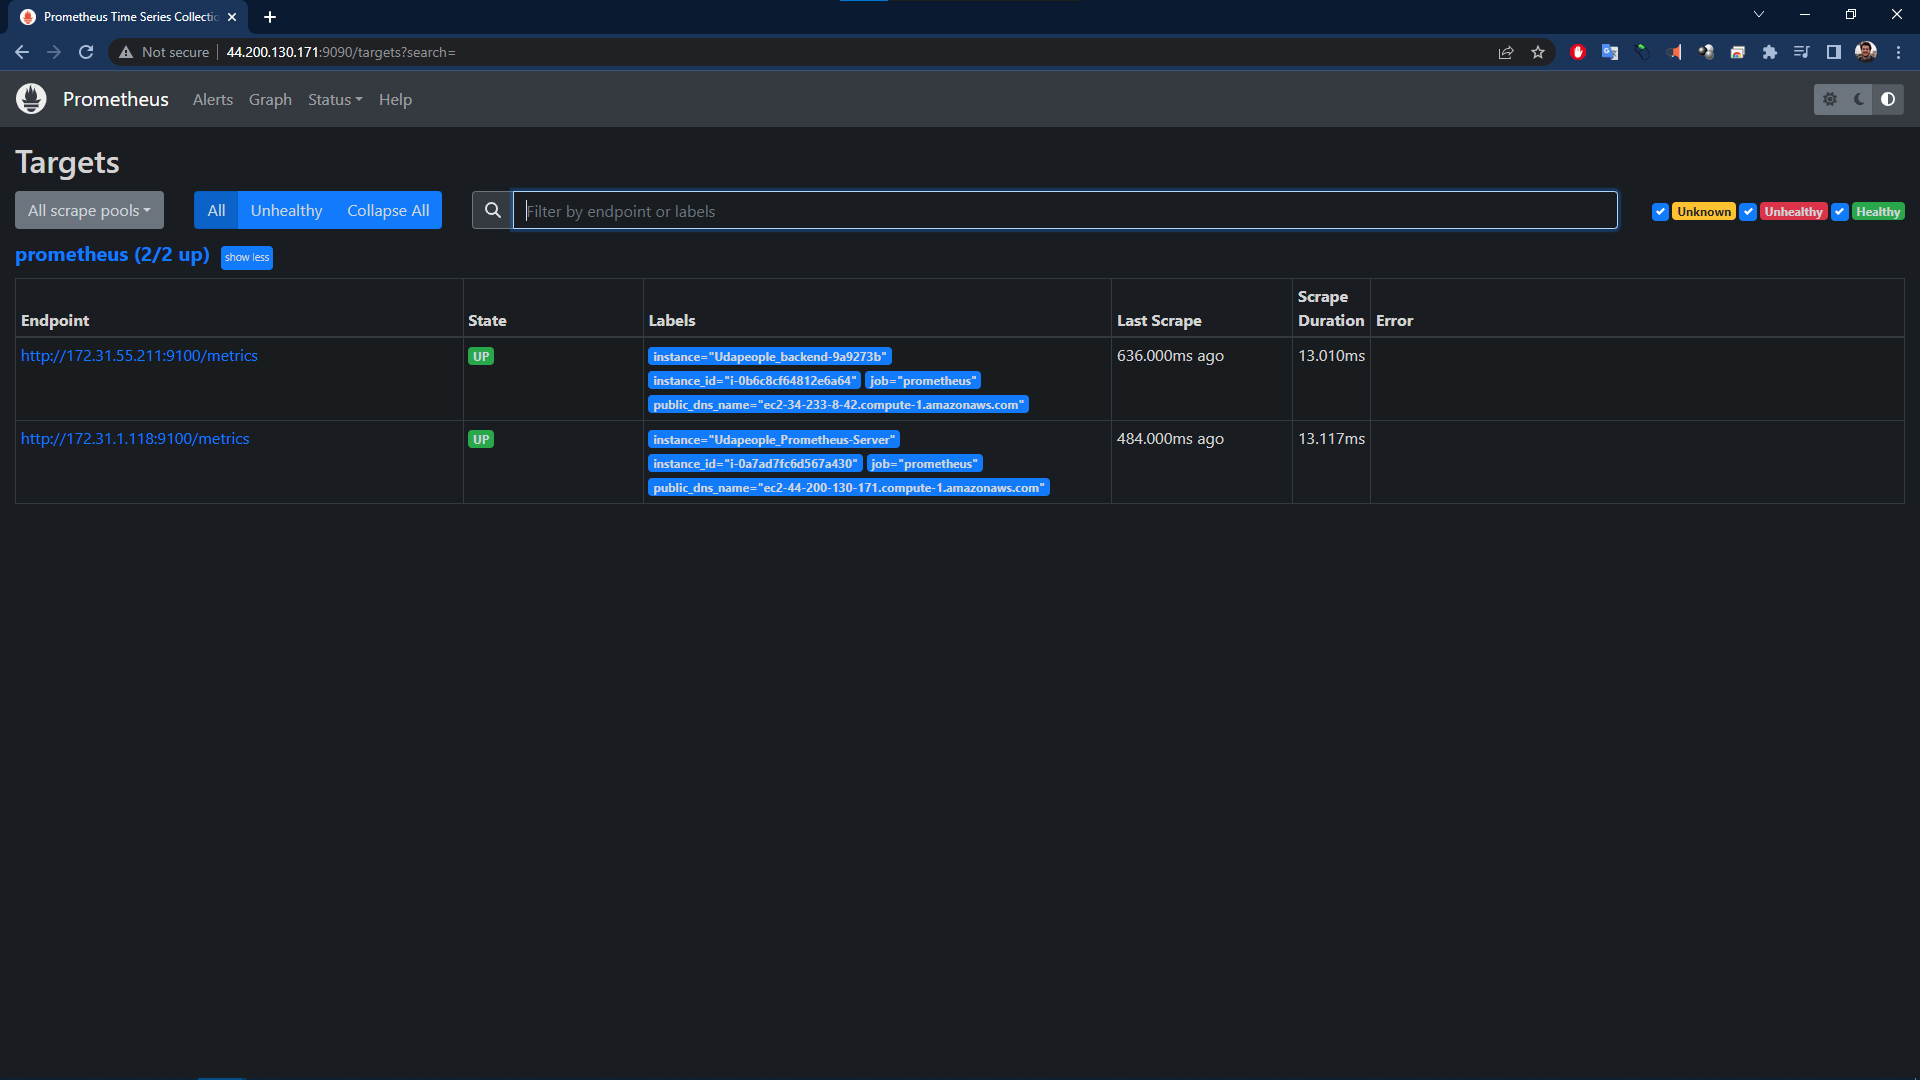 Prometheus Time Series Collectio
Not secure 44.200.130.171:9090/targets?search=
Prometheus Alerts Graph Status Help
Targets
All scrape pools All Unhealthy Collapse All Filter by endpoint or labels Unknown Unhealthy Healthy
prometheus (2/2 up) show less
Endpoint State Labels Last Scrape Scrape Duration Error
http://172.31.55.211:9100/metrics UP instance="Udapeople_backend-9a9273b" 636.000ms ago 13.010ms
instance_id="i-0b6c8cf64812e6a64" job="prometheus"
public_dns_name="ec2-34-233-8-42.compute-1.amazonaws.com"
http://172.31.1.118:9100/metrics UP instance="Udapeople_Prometheus-Server" 484.000ms ago 13.117ms
instance_id="i-0a7ad7fc6d567a430" job="prometheus"
public_dns_name="ec2-44-200-130-171.compute-1.amazonaws.com"